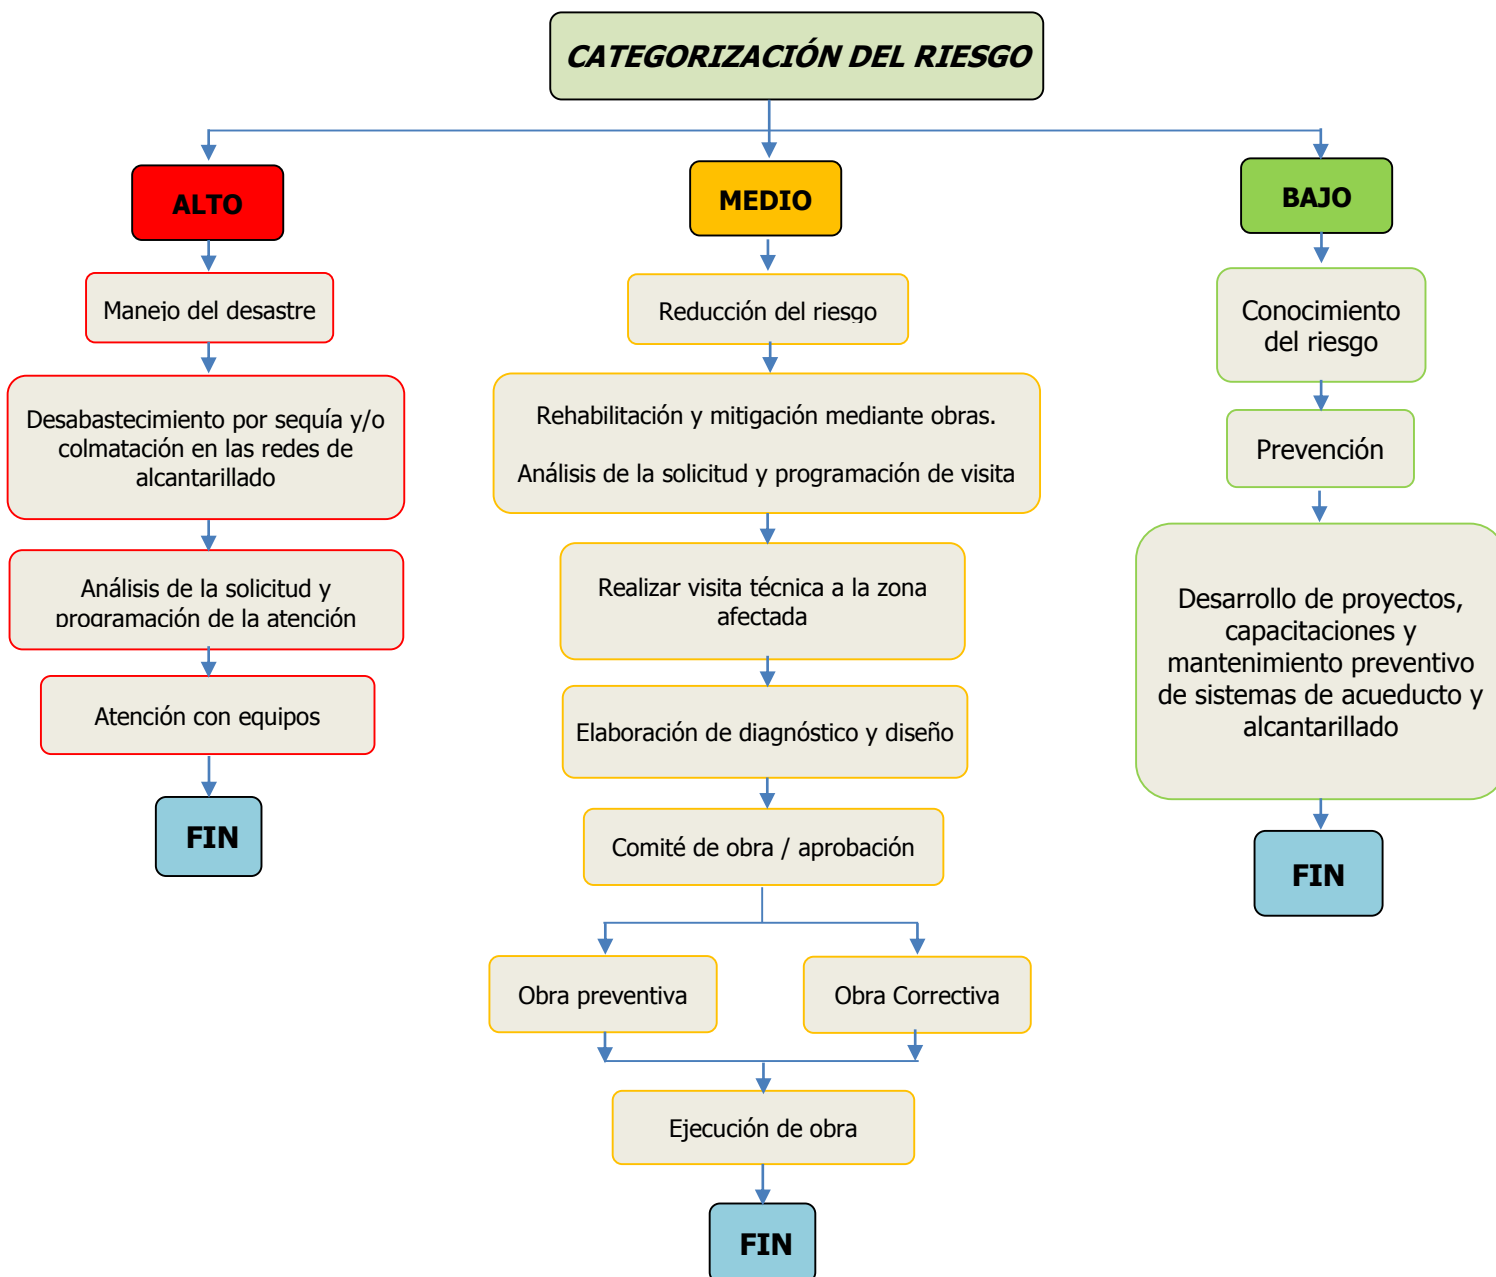 CATEGORIZACIÓN DEL RIESGO
ALTO
Manejo del desastre
Desabastecimiento por sequía y/o
colmatación en las redes de
alcantarillado
Análisis de la solicitud y
programación de la atención
Atención con equipos
FIN
MEDIO
Reducción del riesgo
Rehabilitación y mitigación mediante obras.
Análisis de la solicitud y programación de visita
Realizar visita técnica a la zona
afectada
Elaboración de diagnóstico y diseño
Comité de obra / aprobación
Obra preventiva
Obra Correctiva
Ejecución de obra
FIN
BAJO
Conocimiento
del riesgo
Prevención
Desarrollo de proyectos,
capacitaciones y
mantenimiento preventivo
de sistemas de acueducto y
alcantarillado
FIN